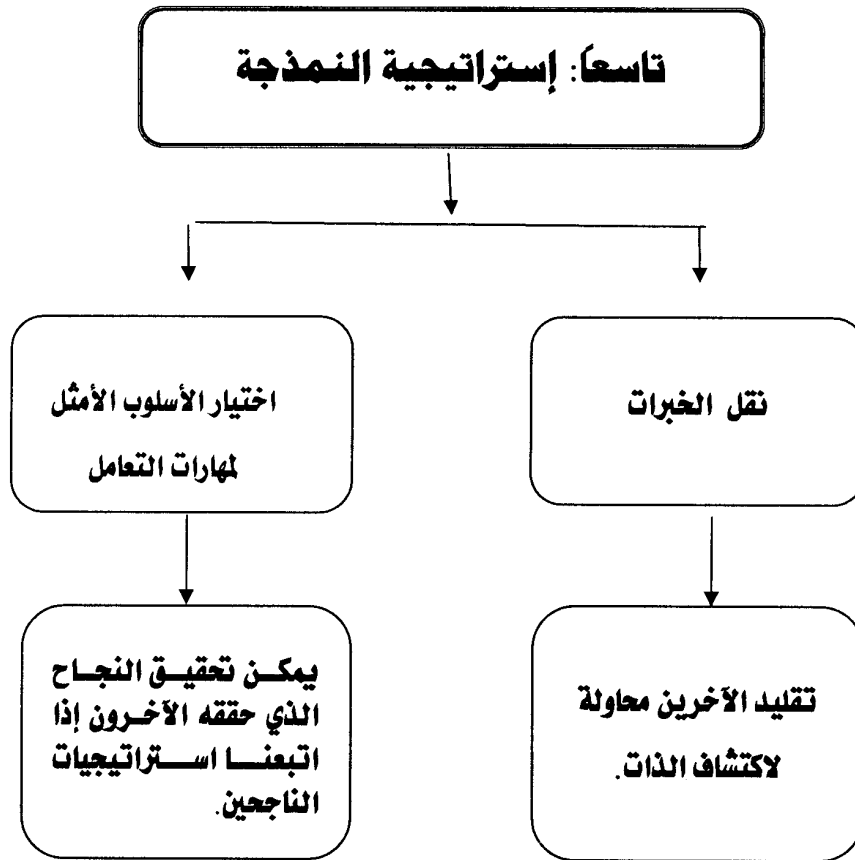 تاسعاً: إستراتيجية النمذجة
نقل الخبرات
اختيار الأسلوب الأمثل
لمهارات التعامل
تقليد الآخرين محاولة
لاكتشاف الذات.
يمكن تحقيق النجاح
الذي حققه الآخرون إذا
اتبعنا استراتيجيات
الناجحين.